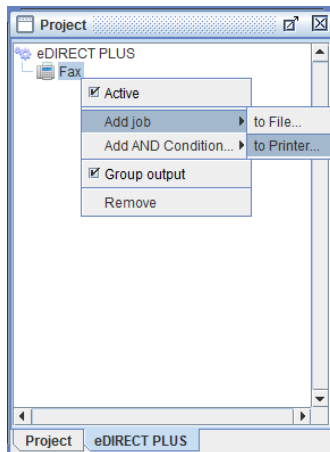 Project
eDIRECT PLUS
Fax
Active
Add job
to File...
Add AND Condition...
to Printer...
Group output
Remove
Project
eDIRECT PLUS